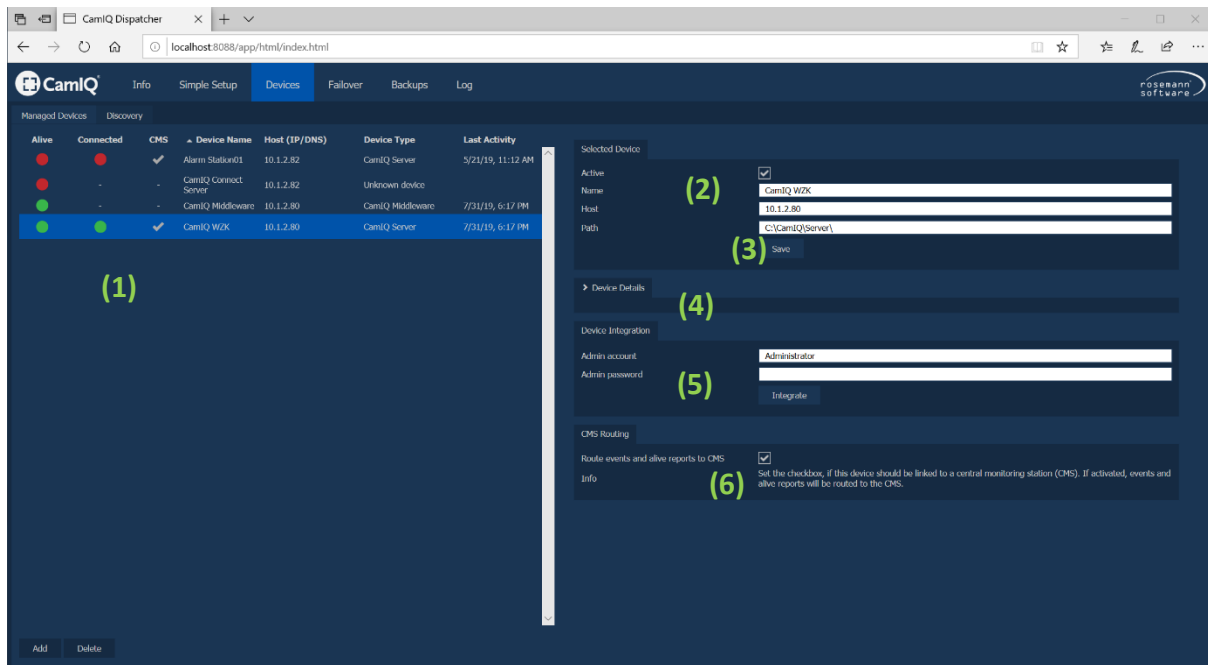 CamIQ Dispatcher
localhost:8088/app/html/index.html
CamIQ Info Simple Setup Devices Failover Backups Log rosemann software
Managed Devices Discovery
Alive Connected CMS Device Name Host (IP/DNS) Device Type Last Activity
Alarm Station01 10.1.2.82 CamIQ Server 5/21/19, 11:12 AM
CamIQ Connect Server - - 10.1.2.82 Unknown device
- - CamIQ Middleware 10.1.2.80 CamIQ Middleware 7/31/19, 6:17 PM
CamIQ WZK 10.1.2.80 CamIQ Server 7/31/19, 6:17 PM
(1)
Add Delete
Selected Device
Active
Name CamIQ WZK
(2)
Host 10.1.2.80
Path C:\CamIQ\Server\
(3) Save
Device Details
(4)
Device Integration
Admin account Administrator
Admin password
(5) Integrate
CMS Routing
Route events and alive reports to CMS
Info
(6)
Set the checkbox, if this device should be linked to a central monitoring station (CMS). If activated, events and
alive reports will be routed to the CMS.